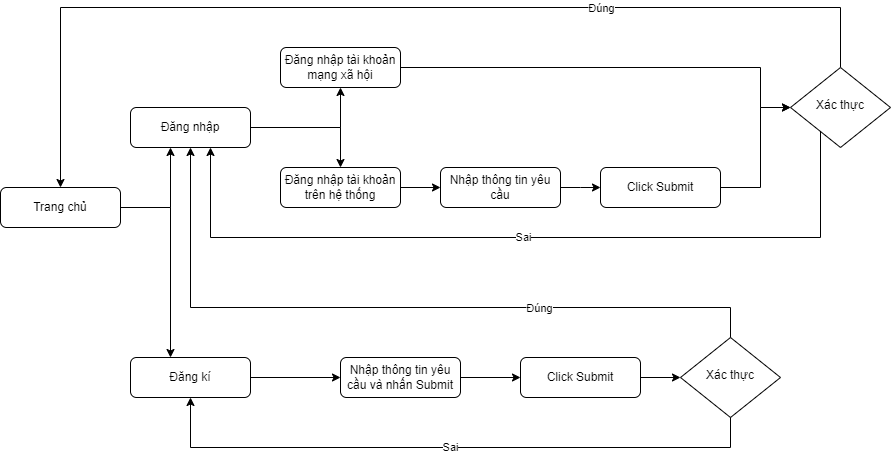 Đúng
Đăng nhập tài khoản
mạng xã hội
Xác thực
Đăng nhập
Đăng nhập tài khoản
trên hệ thống
Nhập thông tin yêu
cầu
Click Submit
Trang chủ
Sai
Đúng
Đăng kí
Nhập thông tin yêu
cầu và nhấn Submit
Click Submit
Xác thực
Sai